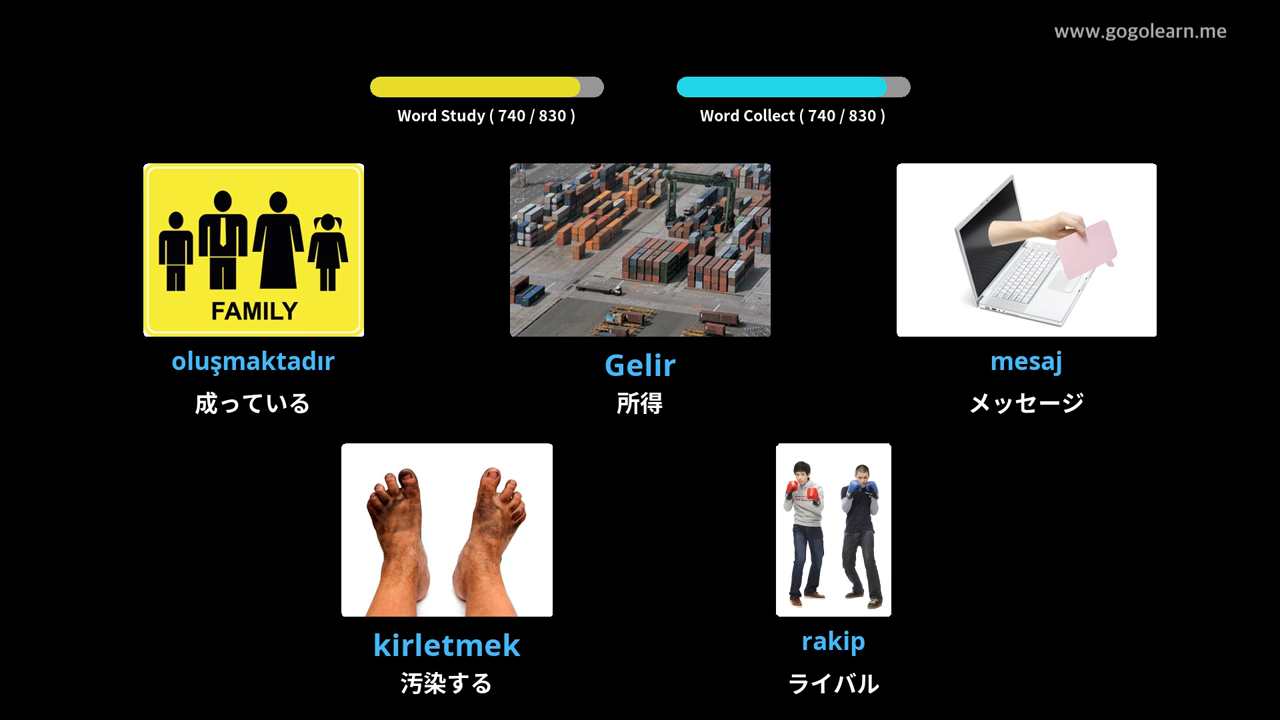 www.gogolearn.me
Word Study ( 740 / 830 )
Word Collect ( 740 / 830 )
FAMILY
oluşmaktadır
成っている
Gelir
所得
mesaj
メッセージ
kirletmek
汚染する
rakip
ライバル